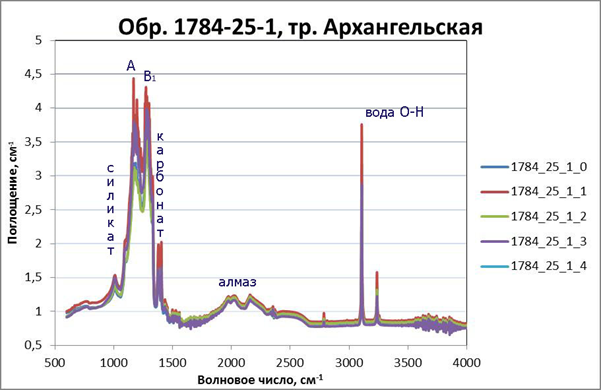 Обр. 1784-25-1, тр. Архангельская
Поглощение, см-1
5
4,5
4
3,5
3
2,5
2
1,5
1
0,5
500
1000
1500
2000
2500
3000
3500
4000
Волновое число, см-1
A
B1
силикат
карбонат
алмаз
вода О-Н
1784_25_1_0
1784_25_1_1
1784_25_1_2
1784_25_1_3
1784_25_1_4